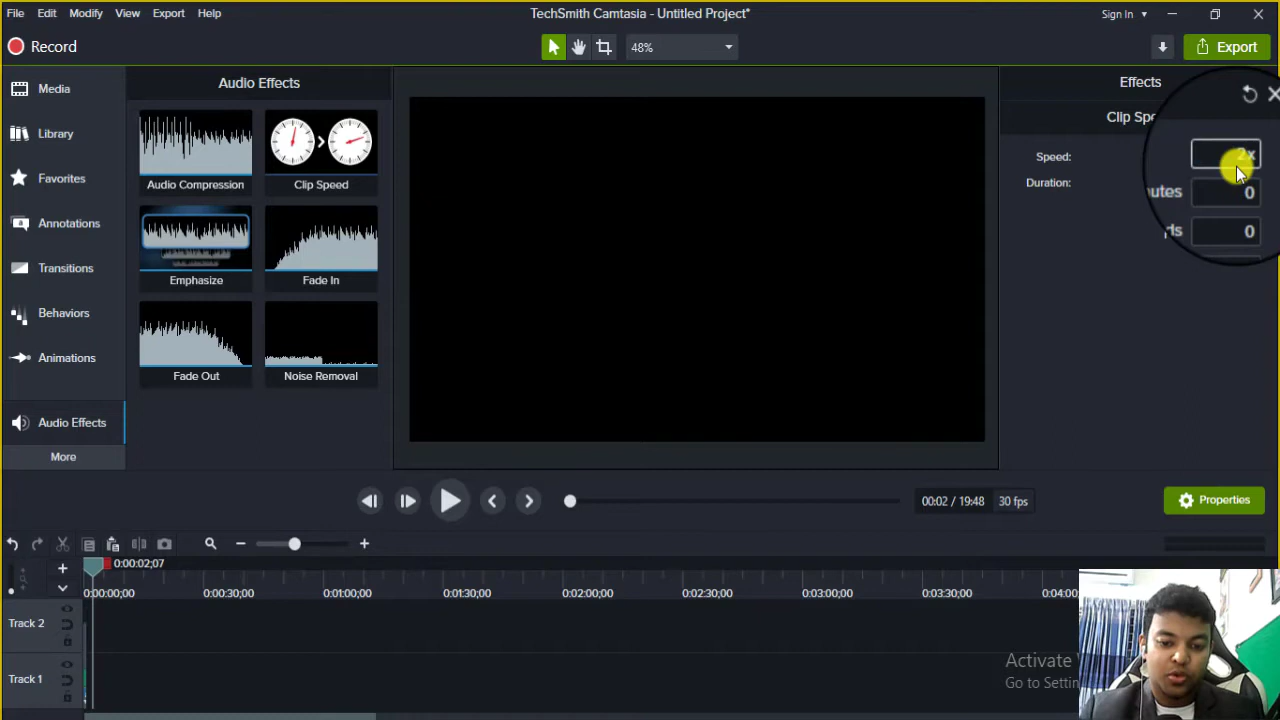 File Edit Modify View Export Help
TechSmith Camtasia - Untitled Project*
Sign In
Record
48%
Export
Media
Library
Favorites
Annotations
Transitions
Behaviors
Animations
Audio Effects
More
Audio Effects
Audio Compression
Clip Speed
Emphasize
Fade In
Fade Out
Noise Removal
Effects
Clip Spe
Speed:
2x
Duration:
utes
0
ds
0
00:02 / 19:48
30 fps
Properties
0:00:02;07
0:00:00;00
0:00:30;00
0:01:00;00
0:01:30;00
0:02:00;00
0:02:30;00
0:03:00;00
0:03:30;00
0:04:00
Track 2
Track 1
Activate
Go to Settin